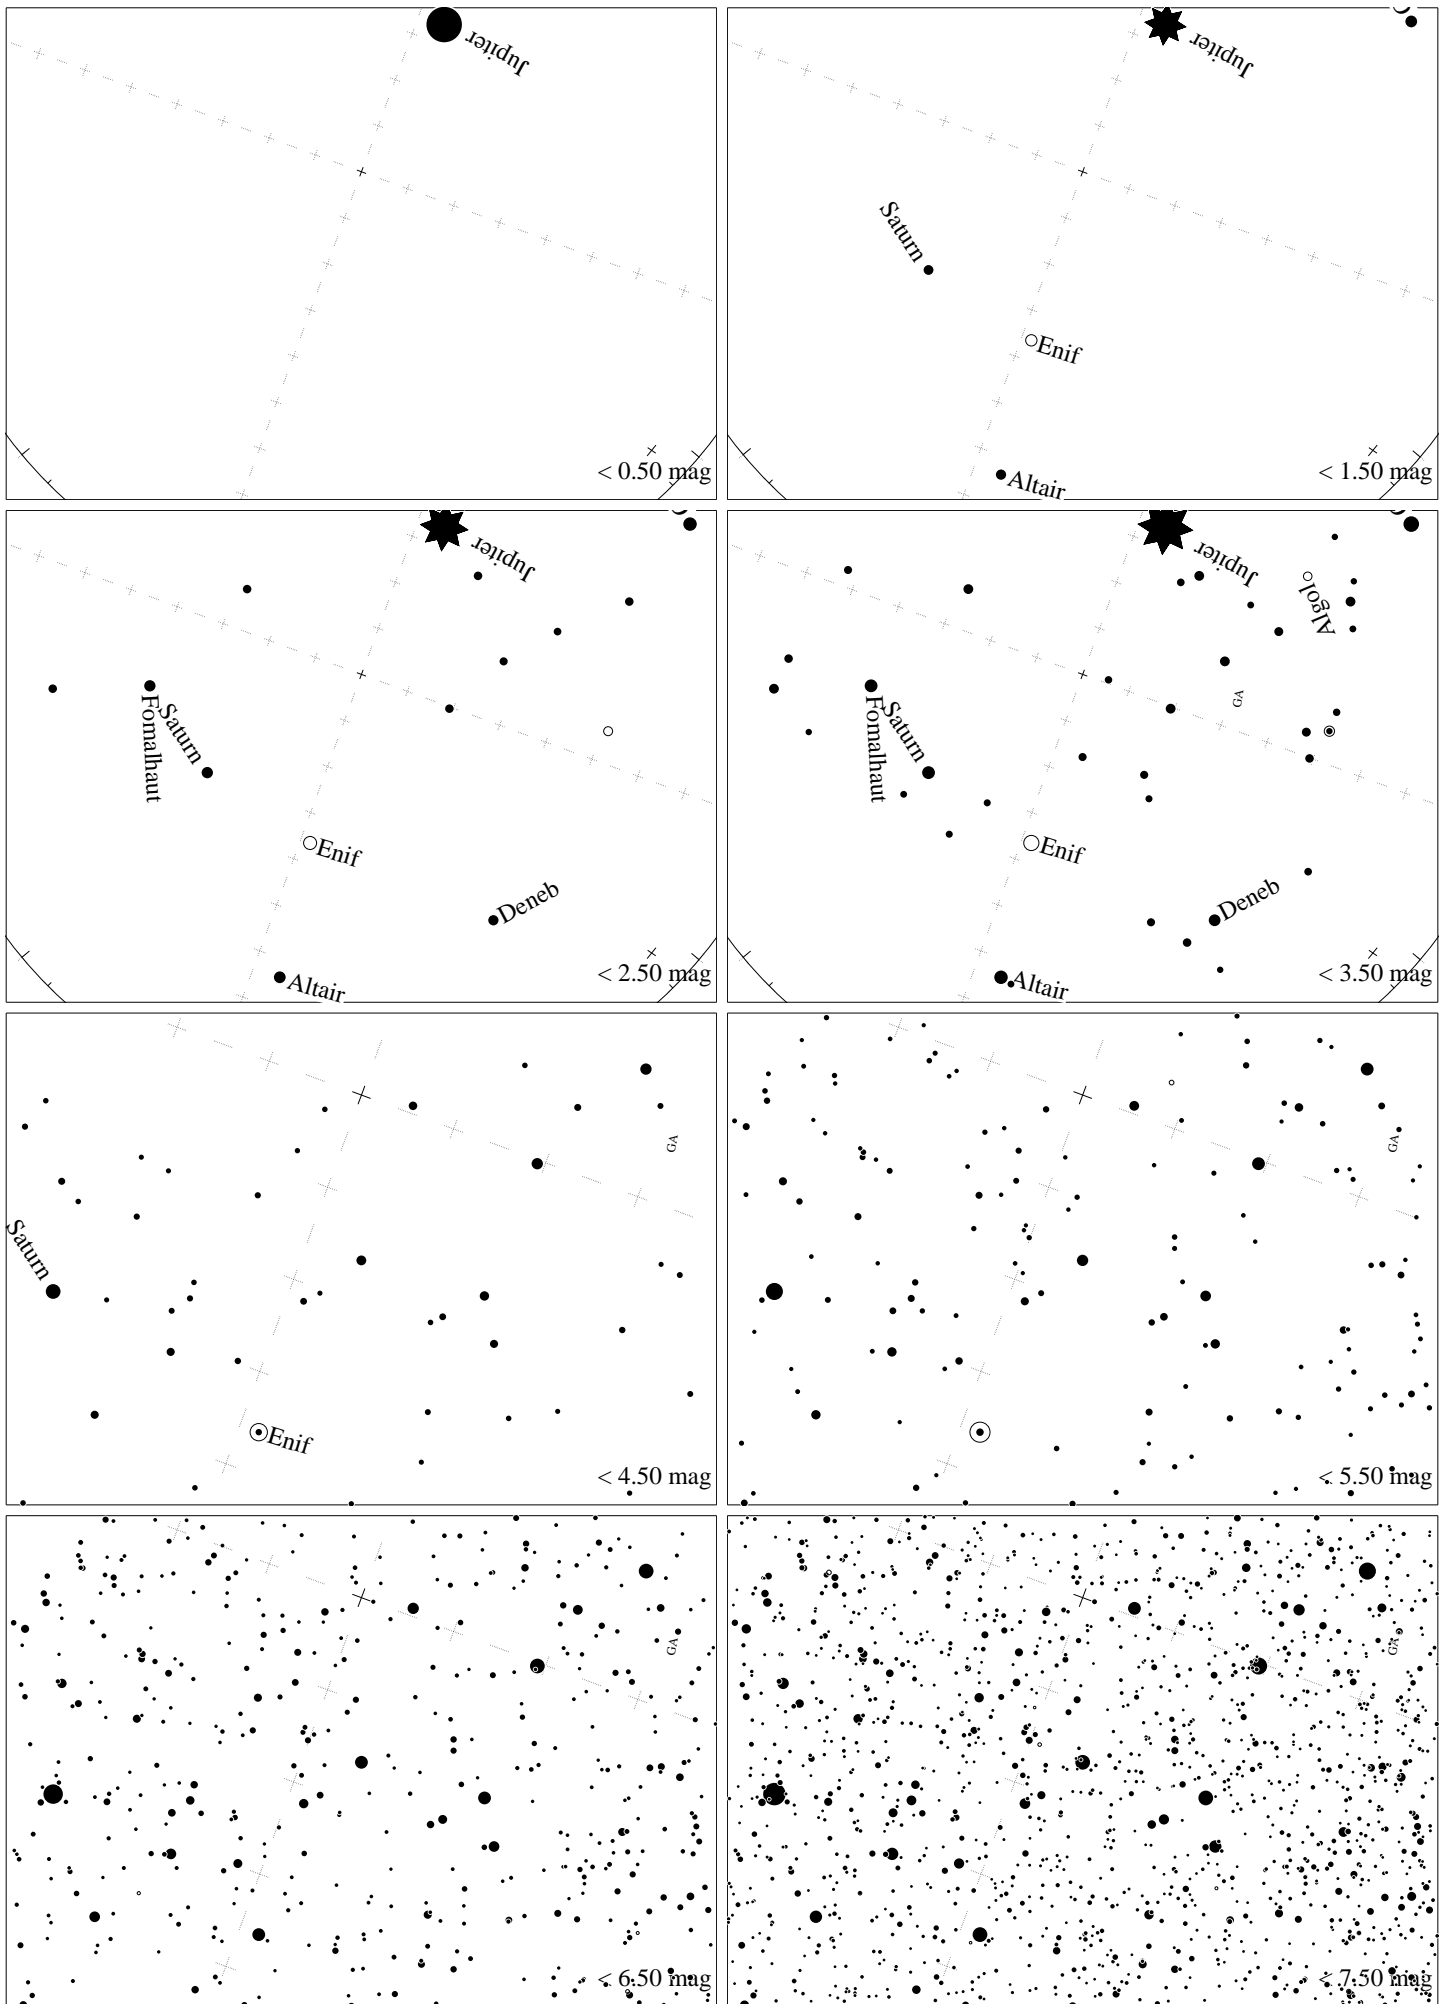 Jupiter
< 0.50 mag
Jupiter
Saturn
Enif
Altair
< 1.50 mag
Jupiter
Fomalhaut
Saturn
Enif
Deneb
Altair
< 2.50 mag
Jupiter
Algol
GA
Fomalhaut
Saturn
Enif
Deneb
Altair
< 3.50 mag
GA
Saturn
Enif
< 4.50 mag
GA
< 5.50 mag
GA
< 6.50 mag
GA
< 7.50 mag